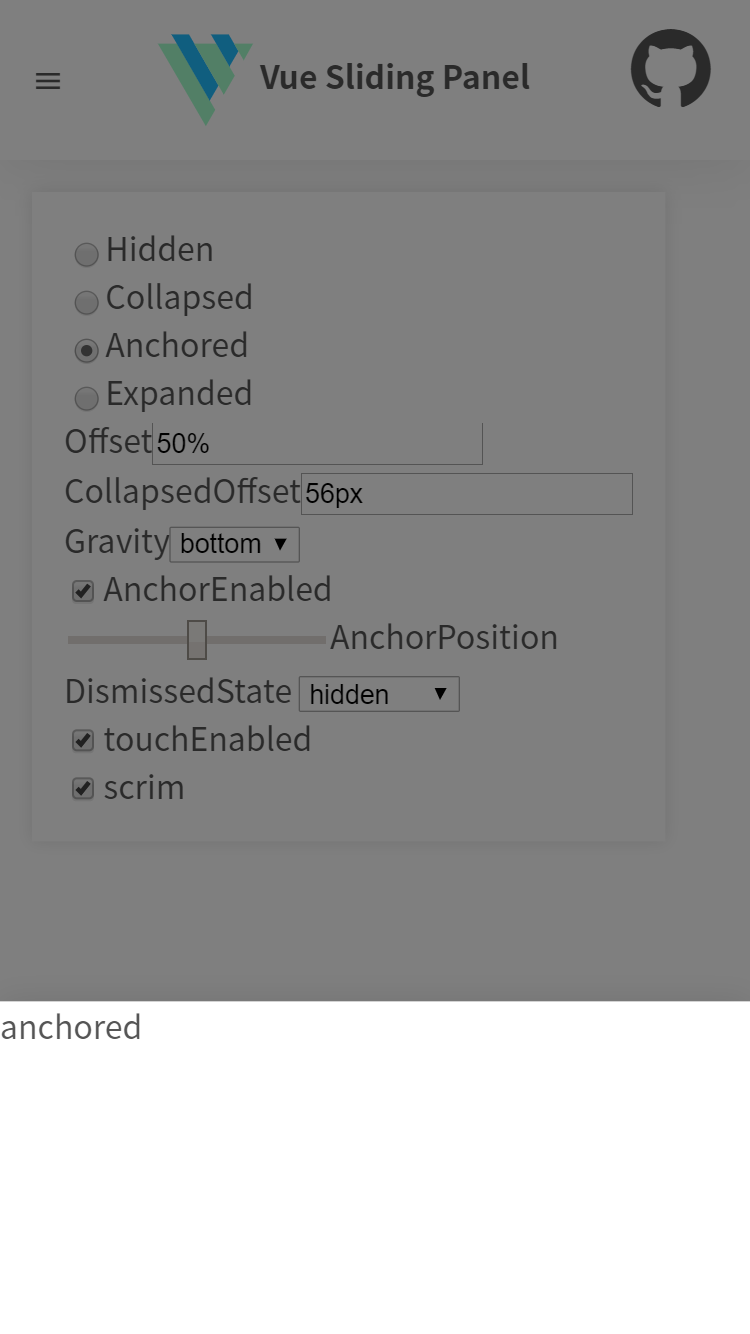 Vue Sliding Panel
Hidden
Collapsed
Anchored
Expanded
Offset 50%
CollapsedOffset 56px
Gravity bottom
AnchorEnabled
AnchorPosition
DismissedState hidden
touchEnabled
scrim
anchored